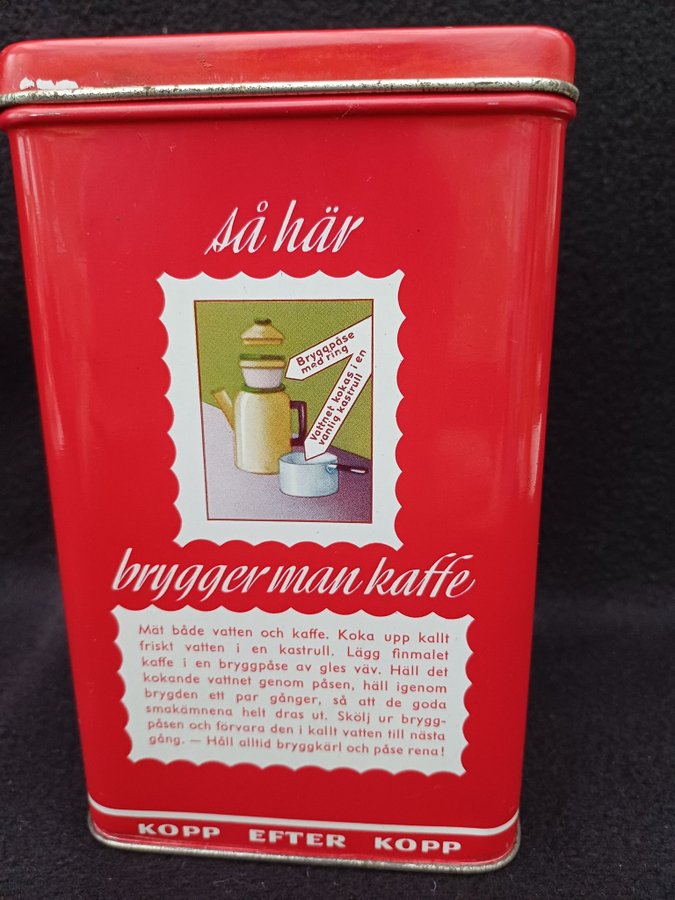 så här
Bryggpåse
med ring
Vattnet kokas i en
vanlig kastrull
brygger man kaffe
Mät både vatten och kaffe. Koka upp kallt
friskt vatten i en kastrull. Lägg finmalet
kaffe i en bryggpåse av gles väv. Häll det
kokande vattnet genom påsen, häll igenom
brygden ett par gånger, så att de goda
smakämnena helt dras ut. Skölj ur brygg-
påsen och förvara den i kallt vatten till nästa
gång. — Håll alltid bryggkärl och påse rena!
KOPP EFTER KOPP